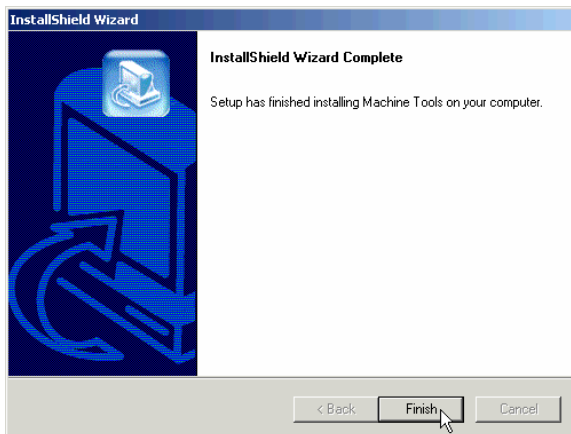 InstallShield Wizard
InstallShield Wizard Complete
Setup has finished installing Machine Tools on your computer.
< Back
Finish
Cancel